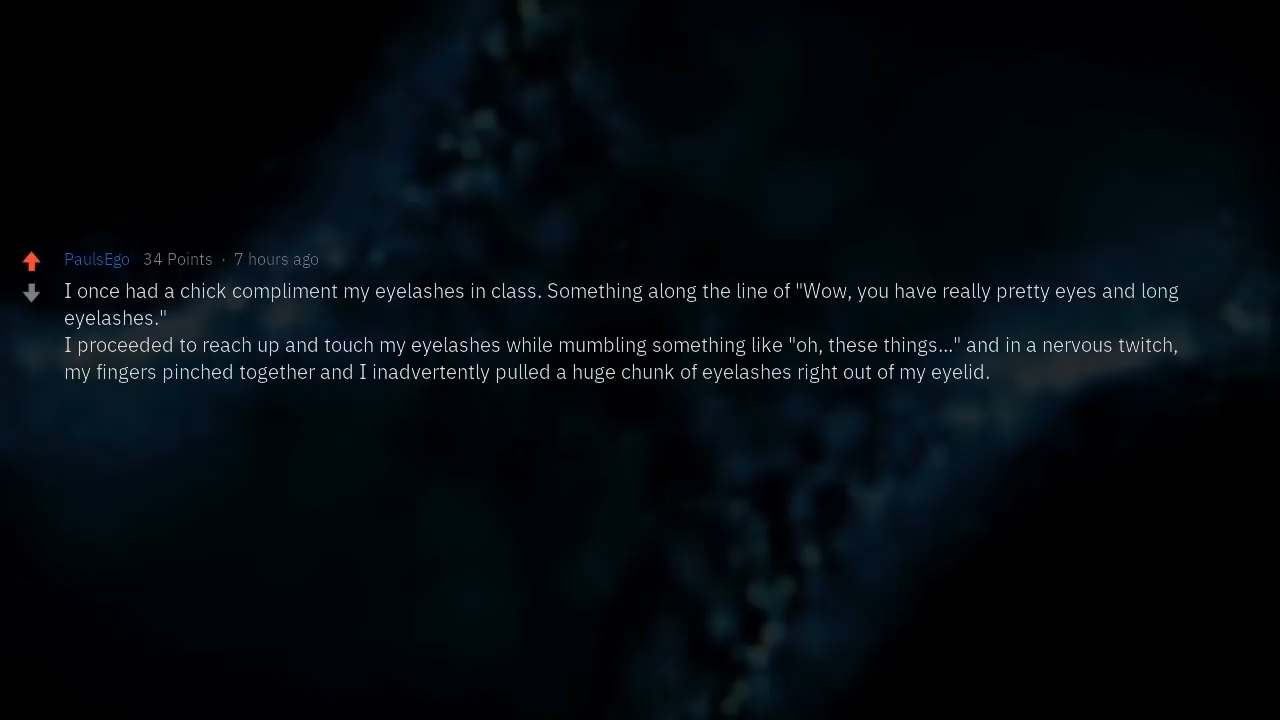 PaulsEgo 34 Points · 7 hours ago
I once had a chick compliment my eyelashes in class. Something along the line of "Wow, you have really pretty eyes and long
eyelashes."
I proceeded to reach up and touch my eyelashes while mumbling something like "oh, these things..." and in a nervous twitch,
my fingers pinched together and I inadvertently pulled a huge chunk of eyelashes right out of my eyelid.